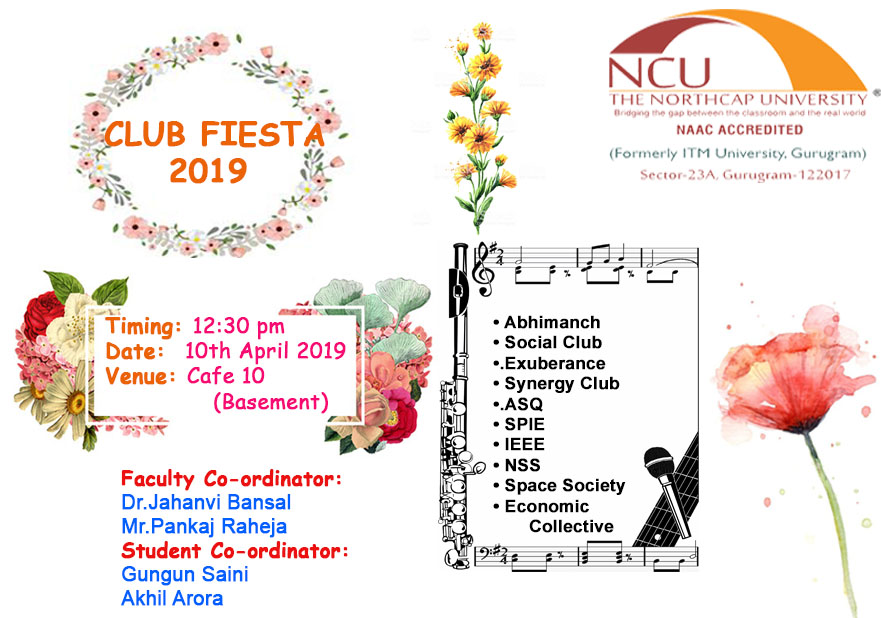 CLUB FIESTA
2019
NCU
THE NORTHCAP UNIVERSITY
®
Bridging the gap between the classroom and the real world
NAAC ACCREDITED
(Formerly ITM University, Gurugram)
Sector-23A, Gurugram-122017
Timing: 12:30 pm
Date: 10th April 2019
Venue: Cafe 10
(Basement)
• Abhimanch
• Social Club
•.Exuberance
• Synergy Club
•.ASQ
• SPIE
• IEEE
• NSS
• Space Society
• Economic
Collective
Faculty Co-ordinator:
Dr.Jahanvi Bansal
Mr.Pankaj Raheja
Student Co-ordinator:
Gungun Saini
Akhil Arora